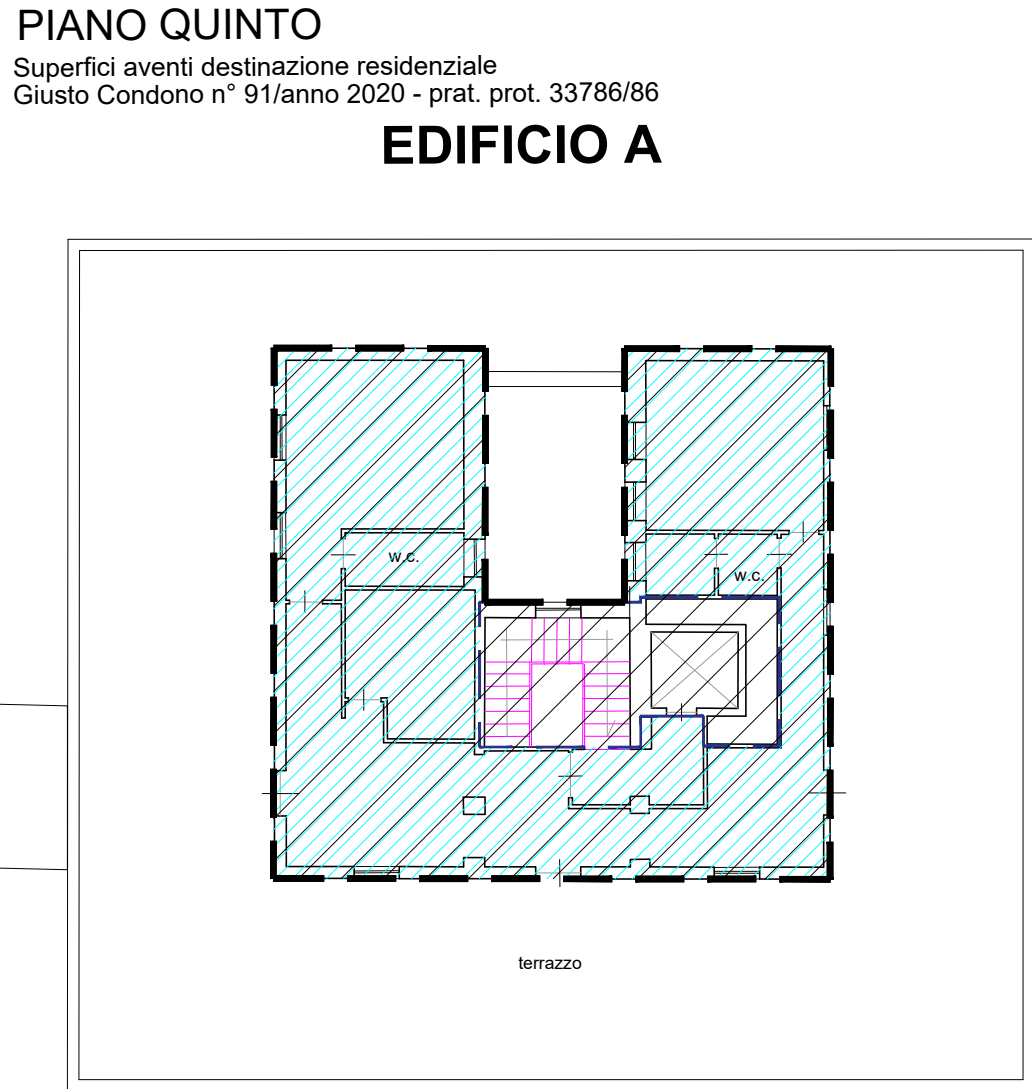 PIANO QUINTO
Superfici aventi destinazione residenziale
Giusto Condono n° 91/anno 2020 - prat. prot. 33786/86
EDIFICIO A
w.c.
w.c.
terrazzo